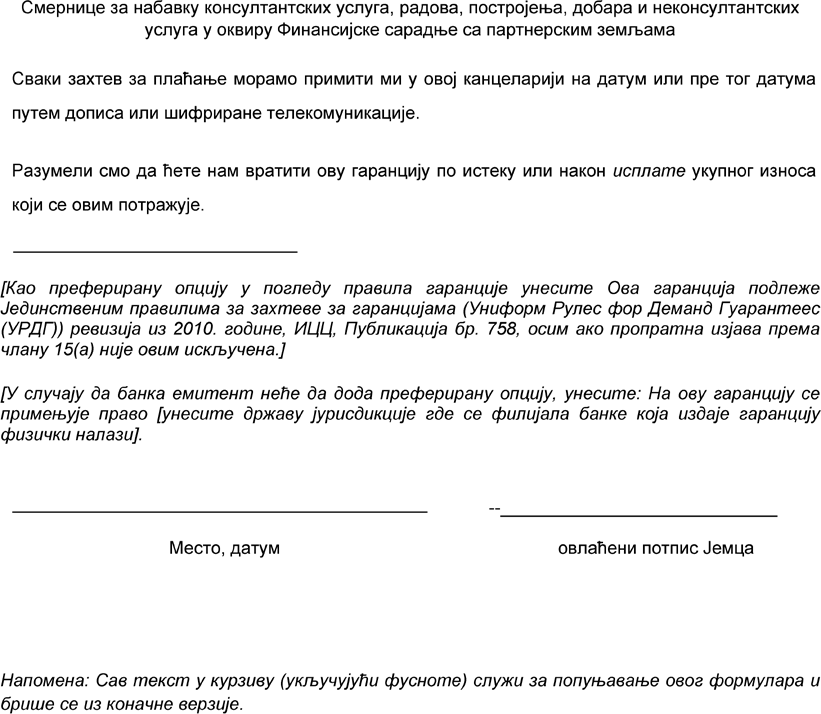 Смернице за набавку консултантских услуга, радова, постројења, добара и неконсултантских
услуга у оквиру Финансијске сарадње са партнерским земљама
Сваки захтев за плаћање морамо примити ми у овој канцеларији на датум или пре тог датума
путем дописа или шифриране телекомуникације.
Разумели смо да ћете нам вратити ову гаранцију по истеку или након исплате укупног износа
који се овим потражује.
[Као преферирану опцију у погледу правила гаранције унесите Ова гаранција подлеже
Јединственим правилима за захтеве за гаранцијама (Униформ Рулес фор Деманд Гуарантеес
(УРДГ)) ревизија из 2010. године, ИЦЦ, Публикација бр. 758, осим ако пропратна изјава према
члану 15(а) није овим искључена.]
[У случају да банка емитент неће да дода преферирану опцију, унесите: На ову гаранцију се
примењује право [унесите државу јурисдикције где се филијала банке која издаје гаранцију
физички налази].
--
Место, датум овлаћени потпис Јемца
Напомена: Сав текст у курзиву (укључујући фусноте) служи за попуњавање овог формулара и
брише се из коначне верзије.